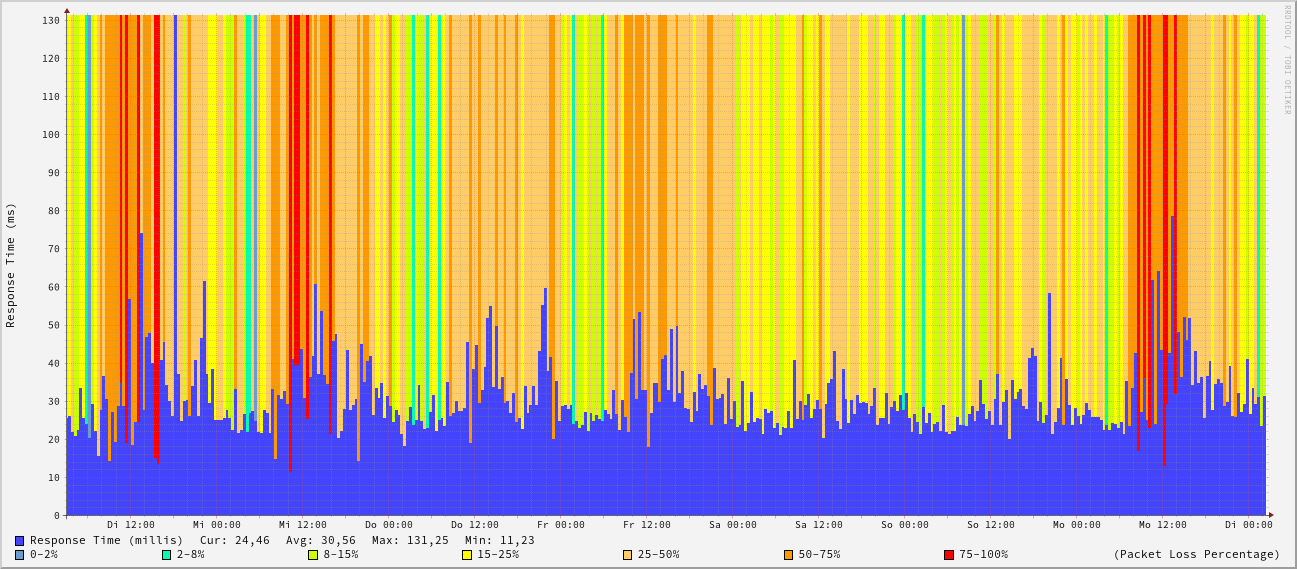 RRDTOOL / TOBI OETIKER
Response Time (ms)
130
120
110
100
90
80
70
60
50
40
30
20
10
0
Di 12:00 Mi 00:00 Mi 12:00 Do 00:00 Do 12:00 Fr 00:00 Fr 12:00 Sa 00:00 Sa 12:00 So 00:00 So 12:00 Mo 00:00 Mo 12:00 Di 00:00
Response Time (millis) Cur: 24,46 Avg: 30,56 Max: 131,25 Min: 11,23
0-2% 2-8% 8-15% 15-25% 25-50% 50-75% 75-100% (Packet Loss Percentage)